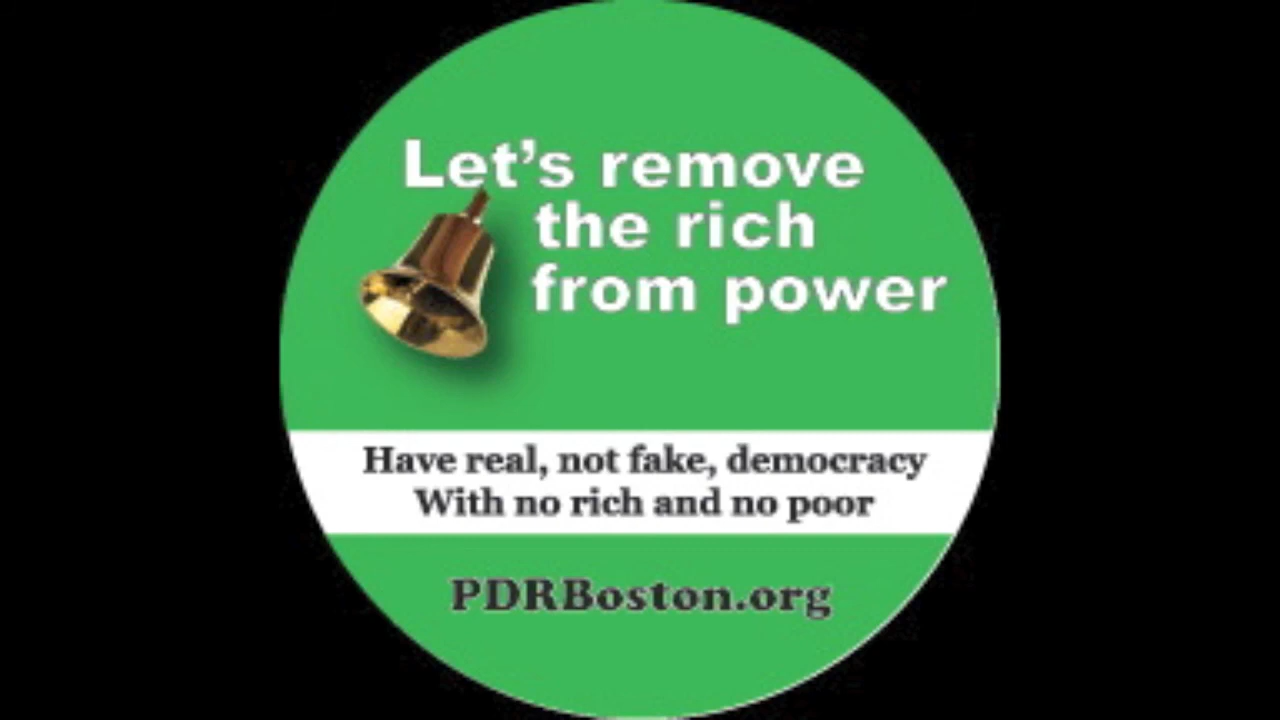 Let’s remove
the rich
from power
Have real, not fake, democracy
With no rich and no poor
PDRBoston.org